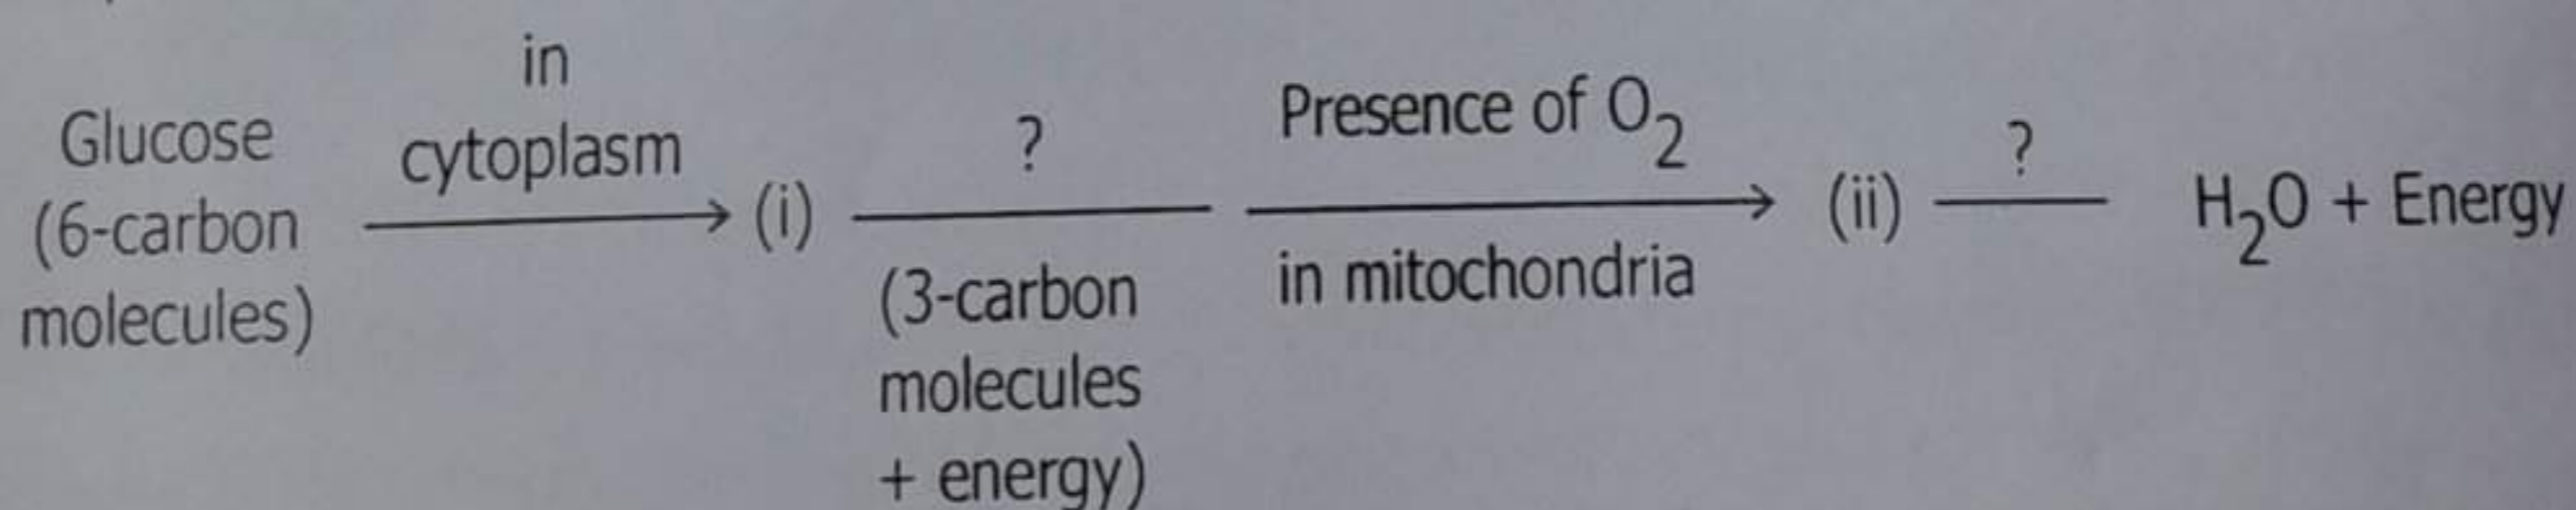 in
cytoplasm
Glucose
(6-carbon
molecules)
(i)
?
(3-carbon
molecules
+ energy)
Presence of O₂
in mitochondria
(ii)
?
H₂O + Energy